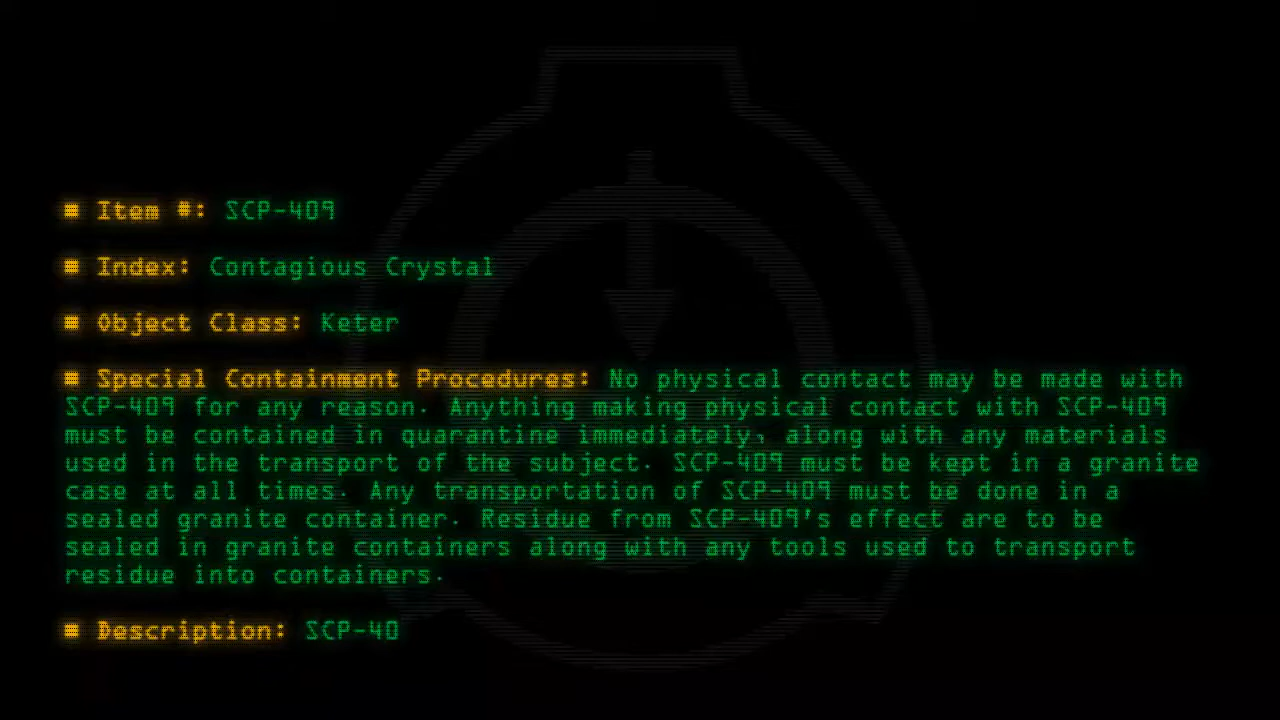 ■ Item #: SCP-409
■ Index: Contagious Crystal
■ Object Class: Keter
■ Special Containment Procedures: No physical contact may be made with
SCP-409 for any reason. Anything making physical contact with SCP-409
must be contained in quarantine immediately, along with any materials
used in the transport of the subject. SCP-409 must be kept in a granite
case at all times. Any transportation of SCP-409 must be done in a
sealed granite container. Residue from SCP-409's effect are to be
sealed in granite containers along with any tools used to transport
residue into containers.
■ Description: SCP-40